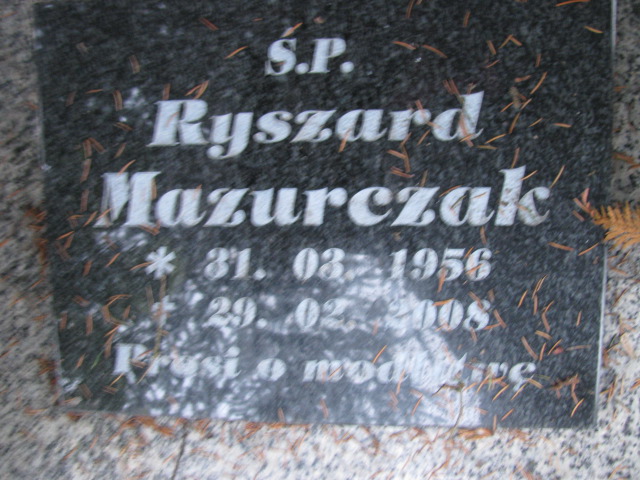 Ś.P.
Ryszard
Mazurczak
* 31. 03. 1956
† 29. 02. 2008
Prosi o modlitwę